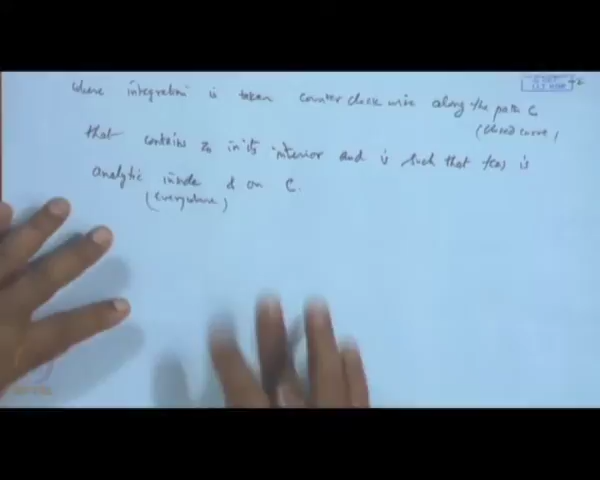 where integration is taken counter clock wise along the path C
(closed curve)
that contains z0 in its interior and is such that f(z) is
analytic inside & on C.
(everywhere)